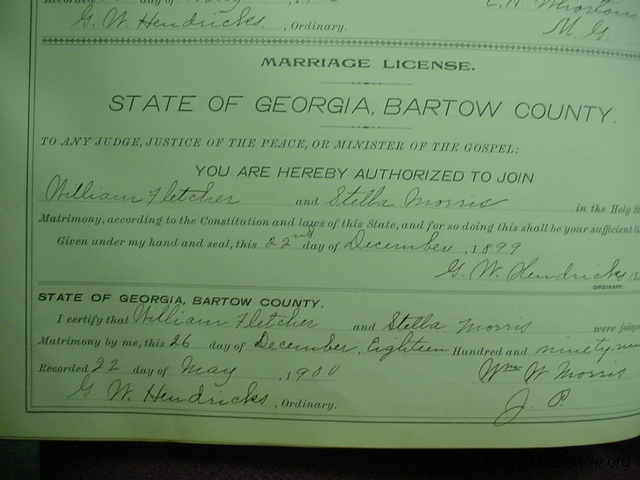 Recorded day of
G. W. Hendricks, Ordinary.
M. G.
MARRIAGE LICENSE.
STATE OF GEORGIA, BARTOW COUNTY.
TO ANY JUDGE, JUSTICE OF THE PEACE, OR MINISTER OF THE GOSPEL:
YOU ARE HEREBY AUTHORIZED TO JOIN
William Fletcher and Stella Morris in the Holy
Matrimony, according to the Constitution and laws of this State, and for so doing this shall be your sufficient
Given under my hand and seal, this 22nd day of December, 1899
G. W. Hendricks
ORDINARY.
STATE OF GEORGIA, BARTOW COUNTY.
I certify that William Fletcher and Stella Morris were
Matrimony by me, this 26 day of December, Eighteen Hundred and
Recorded 22 day of May, 1900
Wm W. Morris
G W. Hendricks, Ordinary.
J. P.